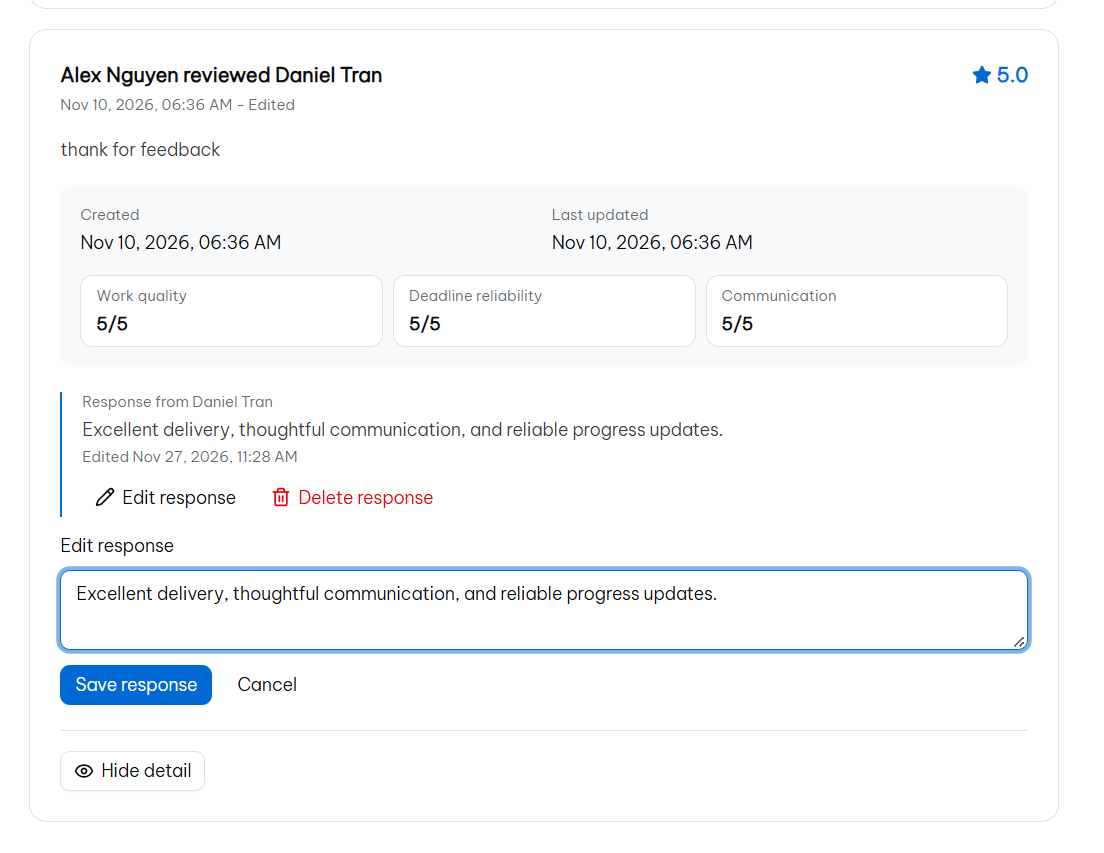 Alex Nguyen reviewed Daniel Tran
5.0
Nov 10, 2026, 06:36 AM - Edited
thank for feedback
Created
Last updated
Nov 10, 2026, 06:36 AM
Nov 10, 2026, 06:36 AM
Work quality
Deadline reliability
Communication
5/5
5/5
5/5
Response from Daniel Tran
Excellent delivery, thoughtful communication, and reliable progress updates.
Edited Nov 27, 2026, 11:28 AM
Edit response
Delete response
Edit response
Excellent delivery, thoughtful communication, and reliable progress updates.
Save response
Cancel
Hide detail